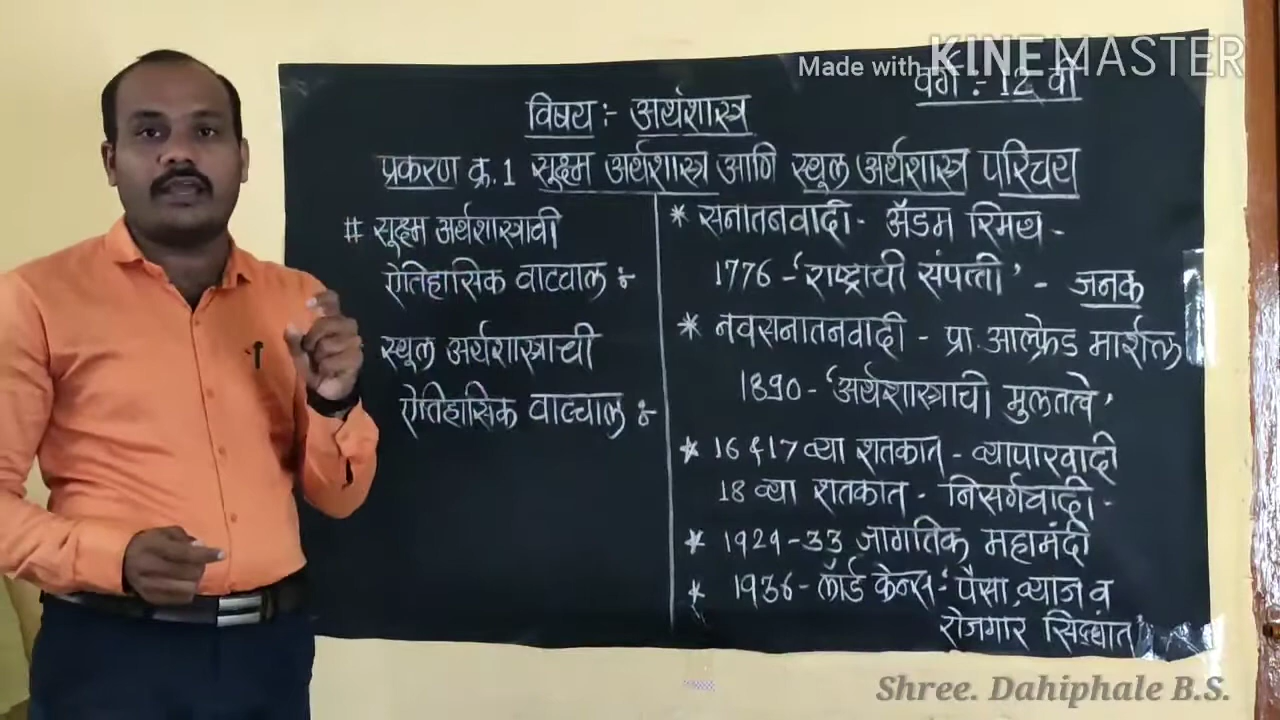 Made with KINEMASTER
वर्ग :- 12 वी
विषय :- अर्थशास्त्र
प्रकरण क्र.1 सूक्ष्म अर्थशास्त्र आणि स्थूल अर्थशास्त्र परिचय
# सूक्ष्म अर्थशास्त्राची
ऐतिहासिक वाटचाल :-
स्थूल अर्थशास्त्राची
ऐतिहासिक वाटचाल :-
* सनातनवादी - ॲडम स्मिथ -
1776 - 'राष्ट्राची संपत्ती' - जनक
* नवसनातनवादी - प्रा. आल्फ्रेड मार्शल
1890 - 'अर्थशास्त्राची मुलतत्वे'
* 16 व 17 व्या शतकात - व्यापारवादी
18 व्या शतकात - निसर्गवादी -
* 1929-33 जागतिक महामंदी
* 1936 - लॉर्ड केन्स - 'पैसा, व्याज व
रोजगार सिद्धांत'
Shree. Dahiphale B.S.